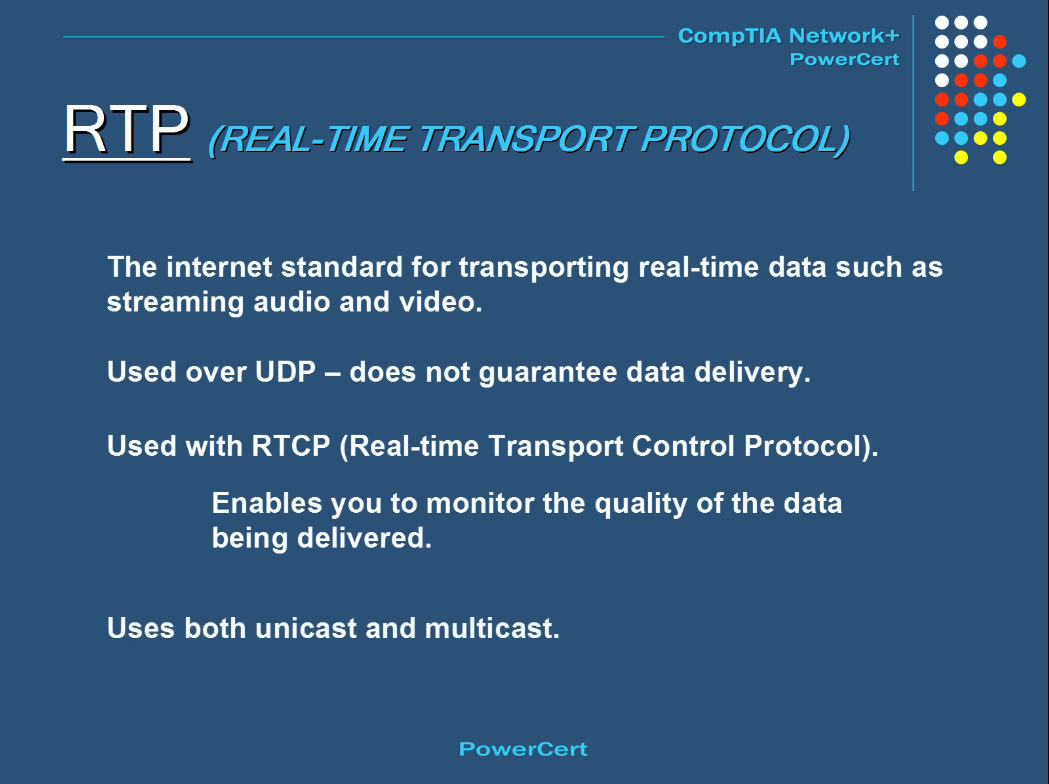 CompTIA Network+
PowerCert
RTP (REAL-TIME TRANSPORT PROTOCOL)
The internet standard for transporting real-time data such as
streaming audio and video.
Used over UDP – does not guarantee data delivery.
Used with RTCP (Real-time Transport Control Protocol).
Enables you to monitor the quality of the data
being delivered.
Uses both unicast and multicast.
PowerCert